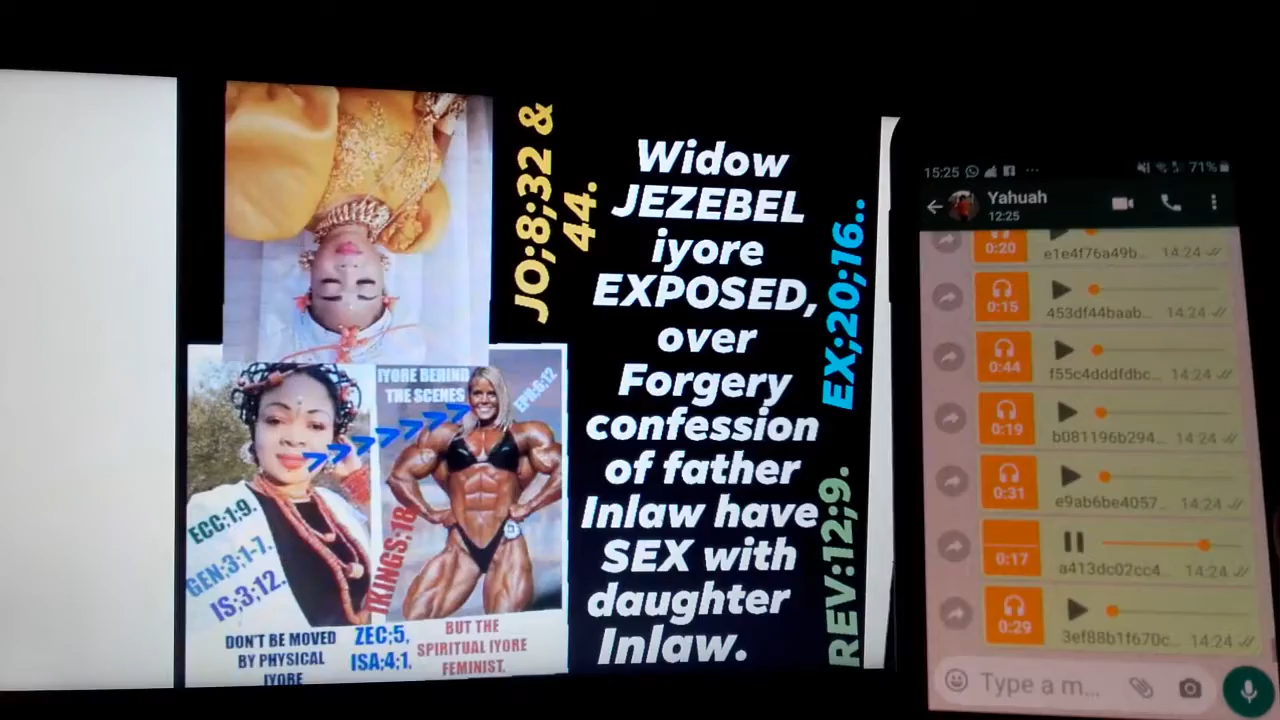 JO;8;32 &
44.
Widow
JEZEBEL
iyore
EXPOSED,
over
Forgery
confession
of father
Inlaw have
SEX with
daughter
Inlaw.
EX;20;16..
REV:12;9.
IYORE BEHIND
THE SCENES
EPH:6:12
>>>>>>>
ECC:1;9.
GEN;3;1-7.
IS;3;12.
1KINGS:18
DON'T BE MOVED
BY PHYSICAL
IYORE
ZEC;5,
ISA;4;1,
BUT THE
SPIRITUAL IYORE
FEMINIST.
15:25 71%
Yahuah
12:25
0:20 e1e4f76a49b... 14:24
0:15 453df44baab... 14:24
0:44 f55c4dddfdbc... 14:24
0:19 b081196b294... 14:24
0:31 e9ab6be4057... 14:24
0:17 a413dc02cc4... 14:24
0:29 3ef88b1f670c... 14:24
Type a m...